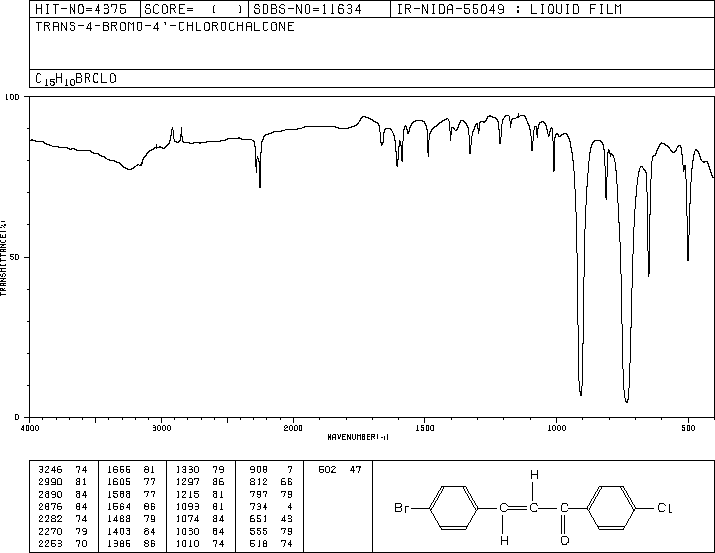 HIT-NO=4375 SCORE= ( ) SDBS-NO=11634 IR-NIDA-55049 : LIQUID FILM
TRANS-4-BROMO-4'-CHLOROCHALCONE
C15H10BRCLO
100
50
0
TRANSMITTANCE(%)
4000 3000 2000 1500 1000 500
WAVENUMBER(-1)
3246 74 1666 81 1330 79 908 7 502 47
2990 81 1605 77 1297 86 812 66
2890 84 1588 77 1215 81 797 79
2876 84 1564 86 1093 81 734 4
2282 74 1488 79 1074 84 651 43
2270 79 1403 84 1030 84 555 79
2253 70 1386 86 1010 74 518 74
H
Br C C C Cl
H O